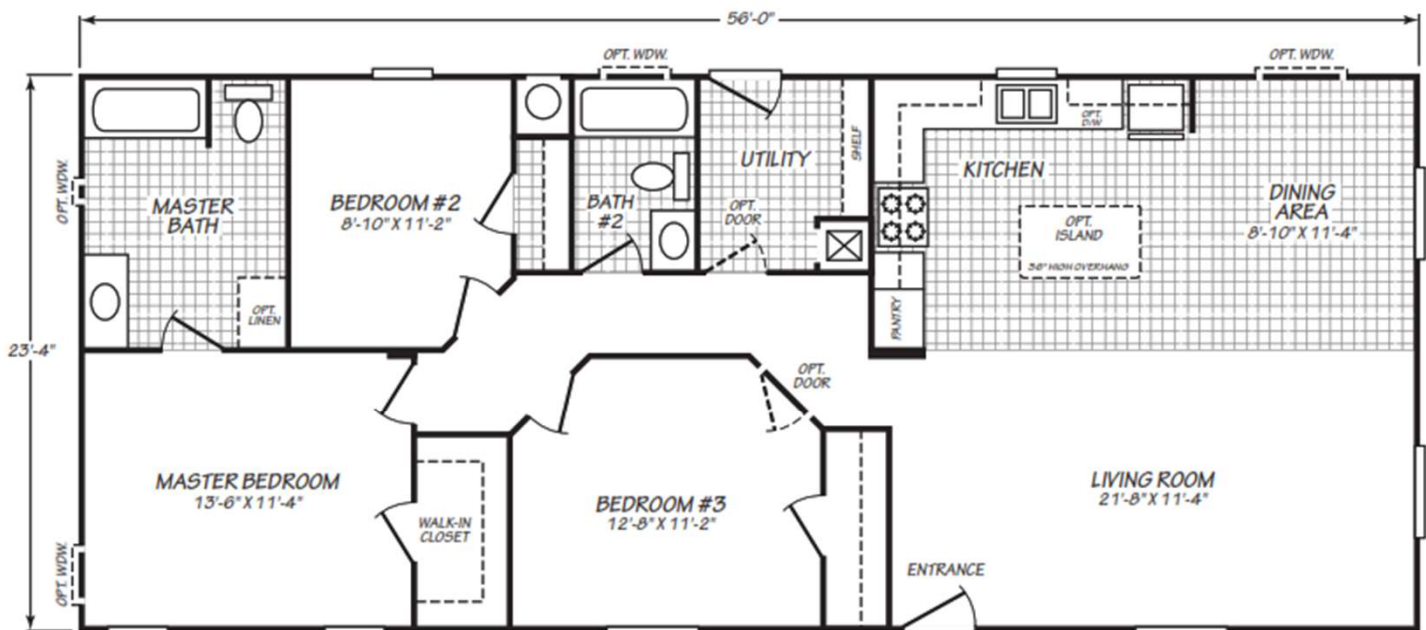 56'-0"
OPT. WDW.
OPT. WDW.
OPT. WDW.
MASTER
BATH
BEDROOM #2
8'-10" X 11'-2"
BATH
#2
UTILITY
SHELF
OPT.
DOOR
OPT.
D/W
KITCHEN
OPT.
ISLAND
36" HIGH OVERHANG
DINING
AREA
8'-10" X 11'-4"
OPT.
LINEN
PANTRY
23'-4"
OPT.
DOOR
MASTER BEDROOM
13'-6" X 11'-4"
WALK-IN
CLOSET
BEDROOM #3
12'-8" X 11'-2"
LIVING ROOM
21'-8" X 11'-4"
OPT. WDW.
ENTRANCE